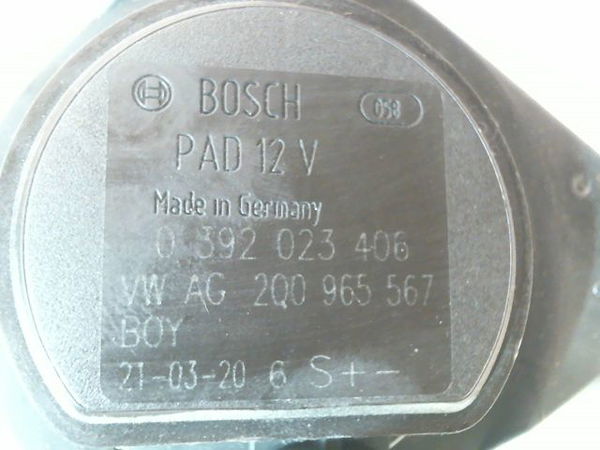 BOSCH 058
PAD 12 V
Made in Germany
0 392 023 406
VW AG 2Q0 965 567
BOY
21-03-20 6 S+-